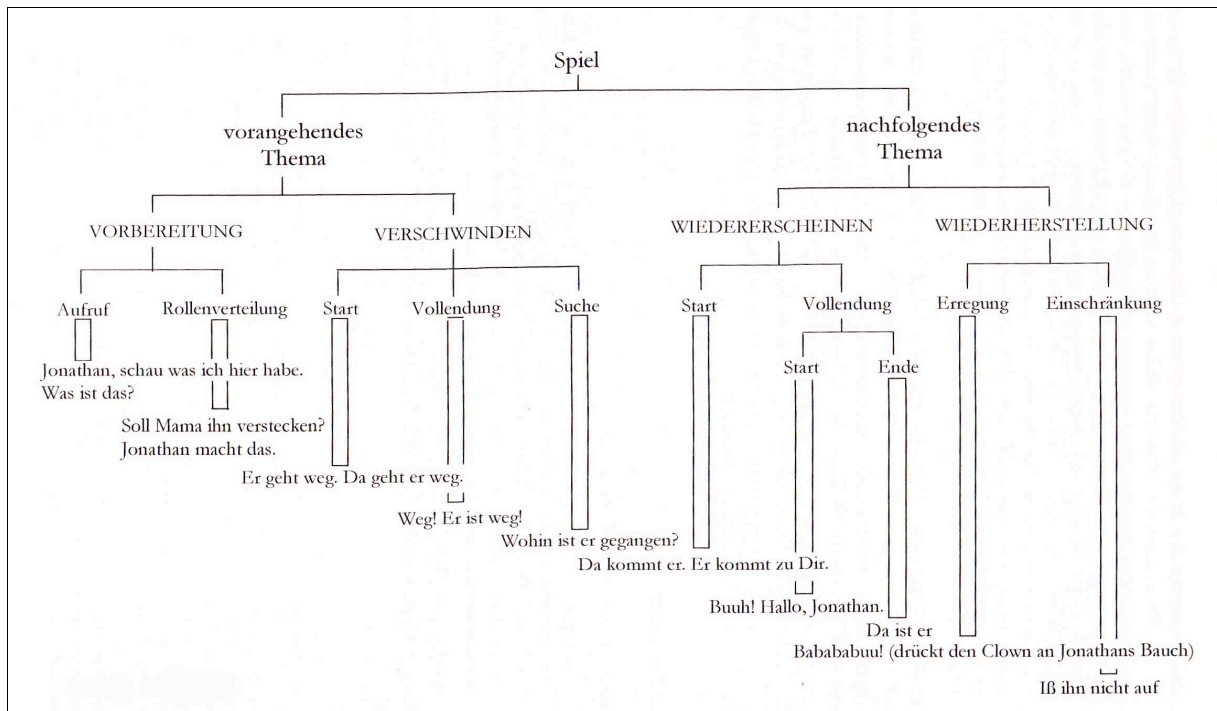 Spiel
vorangehendes
Thema
nachfolgendes
Thema
VORBEREITUNG
VERSCHWINDEN
WIEDERERSCHEINEN
WIEDERHERSTELLUNG
Aufruf
Rollenverteilung
Start
Vollendung
Suche
Start
Vollendung
Erregung
Einschränkung
Start
Ende
Jonathan, schau was ich hier habe.
Was ist das?
Soll Mama ihn verstecken?
Jonathan macht das.
Er geht weg. Da geht er weg.
Weg! Er ist weg!
Wohin ist er gegangen?
Da kommt er. Er kommt zu Dir.
Buuh! Hallo, Jonathan.
Da ist er
Babababuu! (drückt den Clown an Jonathans Bauch)
Iß ihn nicht auf